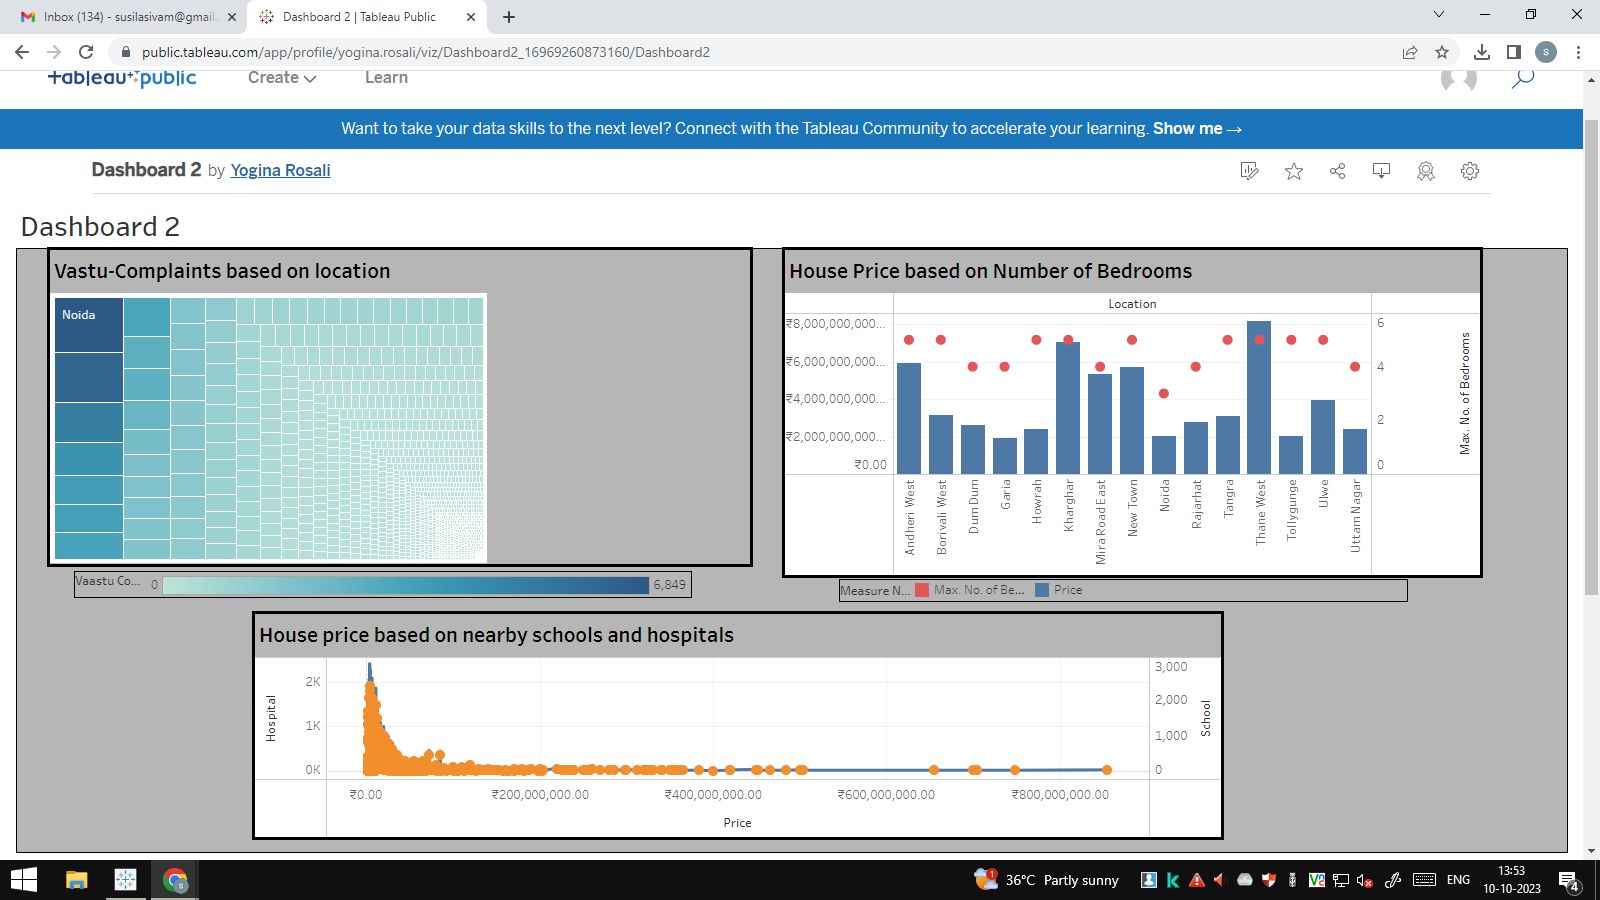 Inbox (134) - susilasivam@gmail.
Dashboard 2 | Tableau Public
public.tableau.com/app/profile/yogina.rosali/viz/Dashboard2_16969260873160/Dashboard2
S
tableau public
Create
Learn
Want to take your data skills to the next level? Connect with the Tableau Community to accelerate your learning. Show me→
Dashboard 2 by Yogina Rosali
Dashboard 2
Vastu-Complaints based on location
Noida
Vaastu Co... 0 6,849
House Price based on Number of Bedrooms
Location
₹8,000,000,000...
₹6,000,000,000...
₹4,000,000,000...
₹2,000,000,000...
₹0.00
6
4
2
0
Max. No. of Bedrooms
Andheri West
Borivali West
Dum Dum
Garia
Howrah
Kharghar
Mira Road East
New Town
Noida
Rajarhat
Tangra
Thane West
Tollygunge
Ulwe
Uttam Nagar
Measure N... Max. No. of Be... Price
House price based on nearby schools and hospitals
Hospital
2K
1K
0K
3,000
2,000
1,000
0
School
₹0.00 ₹200,000,000.00 ₹400,000,000.00 ₹600,000,000.00 ₹800,000,000.00
Price
36°C Partly sunny
ENG
13:53
10-10-2023
4